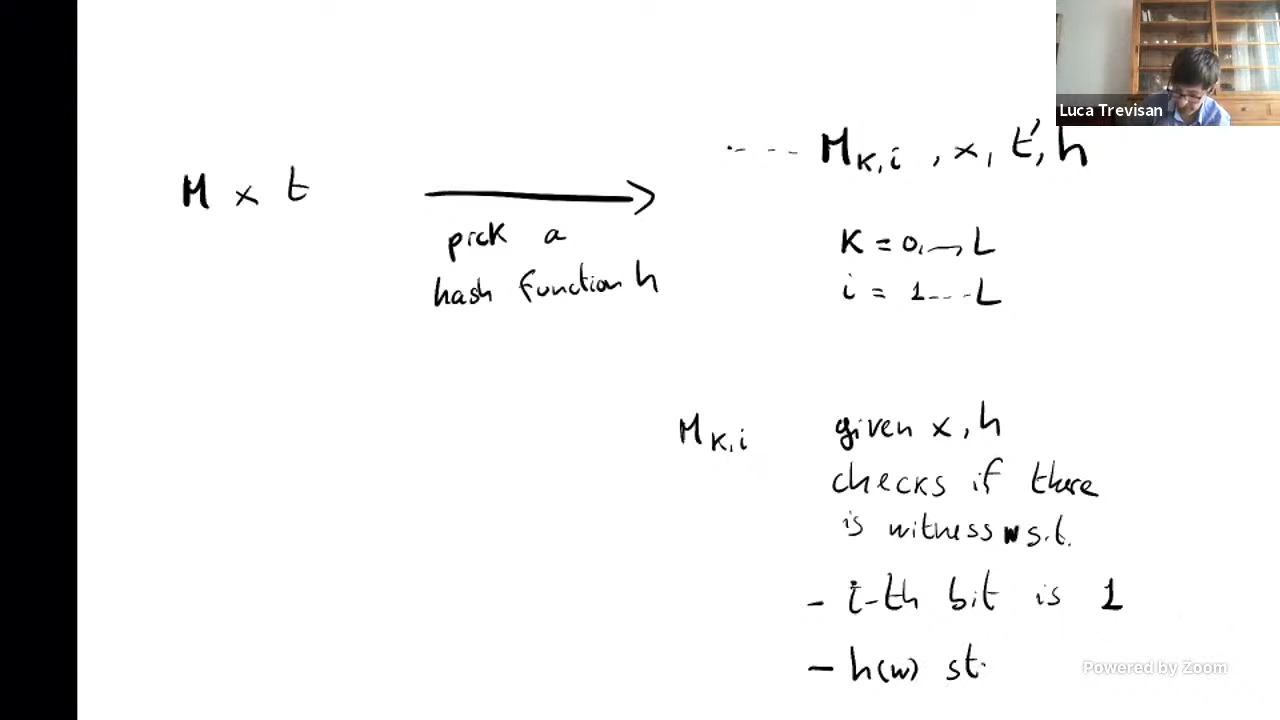 Luca Trevisan
M x t
pick a
hash function h
---- M_{K,i}, x, t', h
K = 0, — L
i = 1---L
M_{K,i} given x, h
checks if there
is witness w s.t.
- i-th bit is 1
- h(w) st
Powered by Zoom